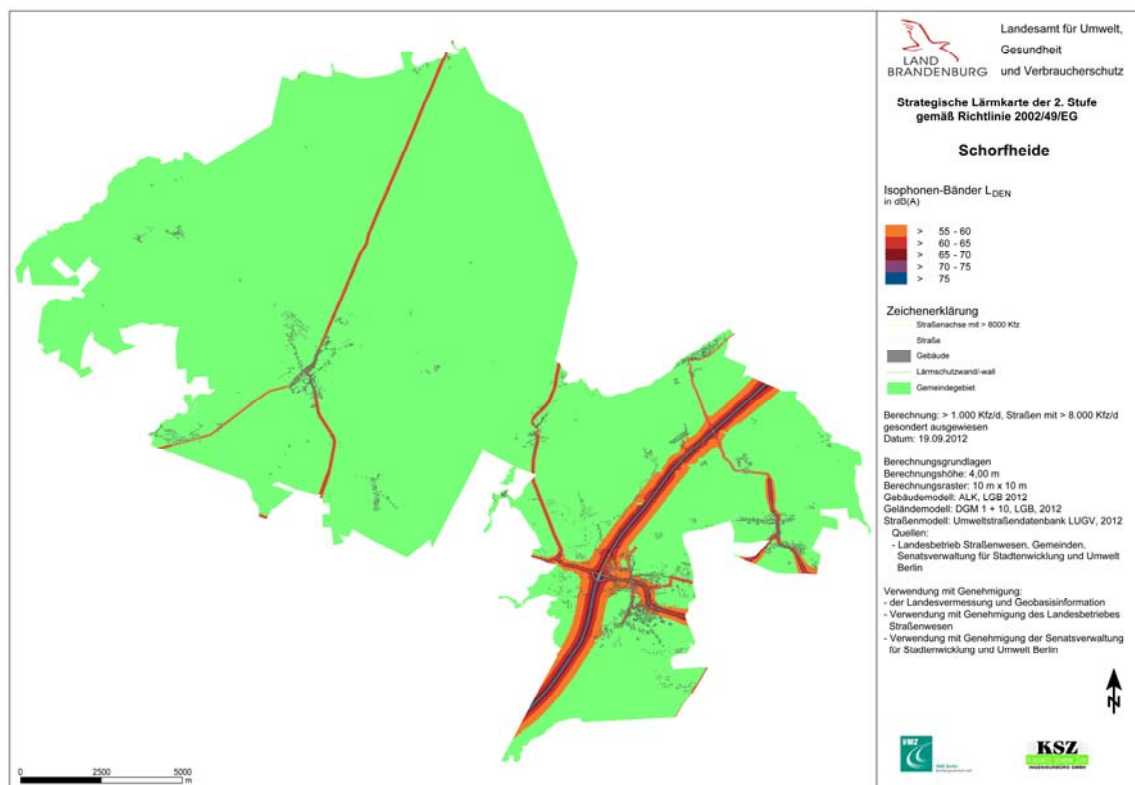 Landesamt für Umwelt,
Gesundheit
und Verbraucherschutz
LAND
BRANDENBURG
Strategische Lärmkarte der 2. Stufe
gemäß Richtlinie 2002/49/EG
Schorfheide
Isophonen-Bänder LDEN
in dB(A)
> 55 - 60
> 60 - 65
> 65 - 70
> 70 - 75
> 75
Zeichenerklärung
Straßenachse mit > 8000 Kfz
Straße
Gebäude
Lärmschutzwand/-wall
Gemeindegebiet
Berechnung: > 1.000 Kfz/d, Straßen mit > 8.000 Kfz/d
gesondert ausgewiesen
Datum: 19.09.2012
Berechnungsgrundlagen
Berechnungshöhe: 4,00 m
Berechnungsraster: 10 m x 10 m
Gebäudemodell: ALK, LGB 2012
Geländemodell: DGM 1 + 10, LGB, 2012
Straßenmodell: Umweltstraßendatenbank LUGV, 2012
Quellen:
- Landesbetrieb Straßenwesen, Gemeinden,
Senatsverwaltung für Stadtentwicklung und Umwelt
Berlin
Verwendung mit Genehmigung:
- der Landesvermessung und Geobasisinformation
- Verwendung mit Genehmigung des Landesbetriebes
Straßenwesen
- Verwendung mit Genehmigung der Senatsverwaltung
für Stadtenwicklung und Umwelt Berlin
N
VMZ
VMZ Berlin
KSZ
INGENIEURBÜRO GMBH
0 2500 5000
m